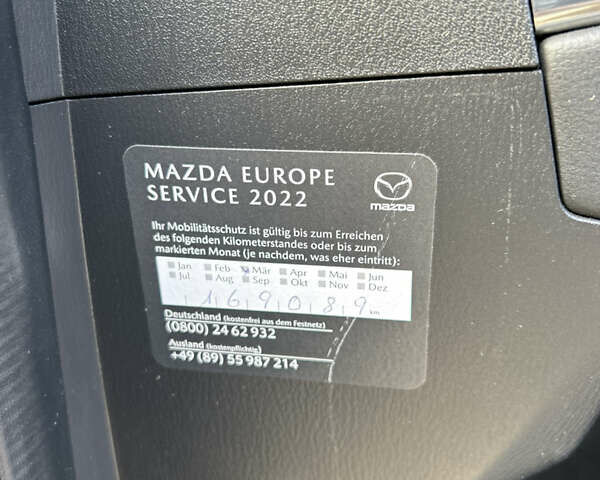 MAZDA EUROPE
SERVICE 2022
mazda
Ihr Mobilitätsschutz ist gültig bis zum Erreichen
des folgenden Kilometerstandes oder bis zum
markierten Monat (je nachdem, was eher eintritt):
Jan Feb Mär Apr Mai Jun
Jul Aug Sep Okt Nov Dez
169089 km
Deutschland (kostenfrei aus dem Festnetz)
(0800) 24 62 932
Ausland (kostenpflichtig)
+49 (89) 55 987 214